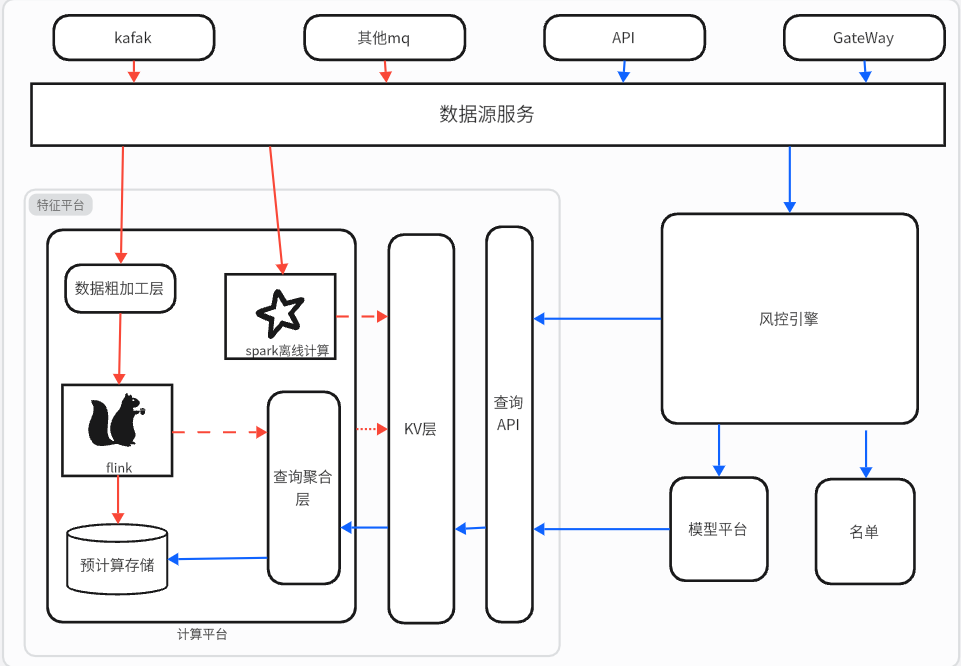 kafak
其他mq
API
GateWay
数据源服务
特征平台
数据粗加工层
spark离线计算
风控引擎
查询
API
KV层
flink
查询聚合
层
模型平台
名单
预计算存储
计算平台